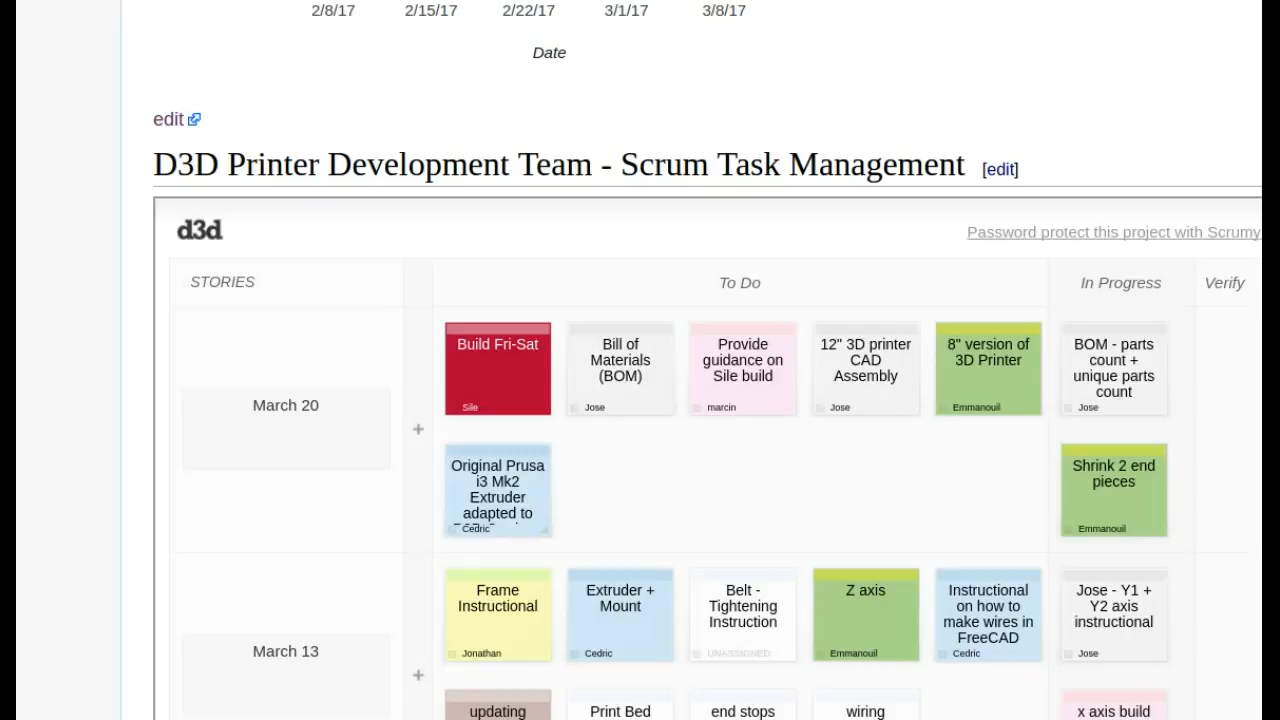 2/8/17 2/15/17 2/22/17 3/1/17 3/8/17
Date
edit
D3D Printer Development Team - Scrum Task Management [edit]
d3d
Password protect this project with Scrumy
STORIES To Do In Progress Verify
March 20
+
Build Fri-Sat
Sile
Bill of
Materials
(BOM)
Jose
Provide
guidance on
Sile build
marcin
12" 3D printer
CAD
Assembly
Jose
8" version of
3D Printer
Emmanouil
BOM - parts
count +
unique parts
count
Jose
Original Prusa
i3 Mk2
Extruder
adapted to
Cedric
Shrink 2 end
pieces
Emmanouil
March 13
+
Frame
Instructional
Jonathan
Extruder +
Mount
Cedric
Belt -
Tightening
Instruction
UNASSIGNED
Z axis
Emmanouil
Instructional
on how to
make wires in
FreeCAD
Cedric
Jose - Y1 +
Y2 axis
instructional
Jose
updating
Print Bed
end stops
wiring
x axis build